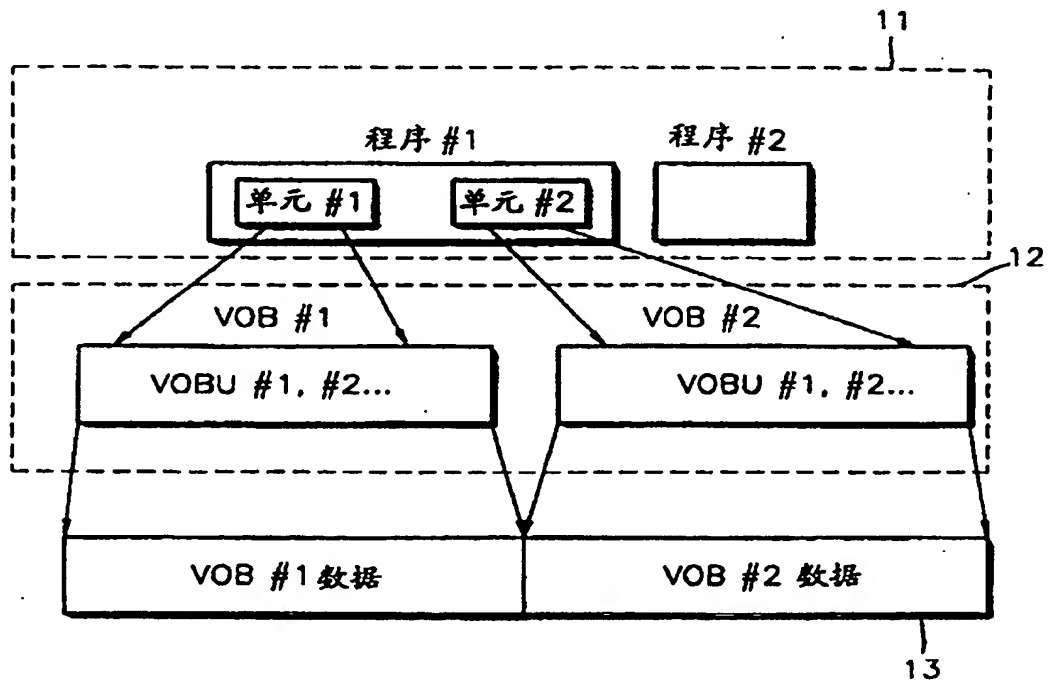 11
程序 #1
程序 #2
单元 #1
单元 #2
12
VOB #1
VOB #2
VOBU #1, #2...
VOBU #1, #2...
VOB #1 数据
VOB #2 数据
13